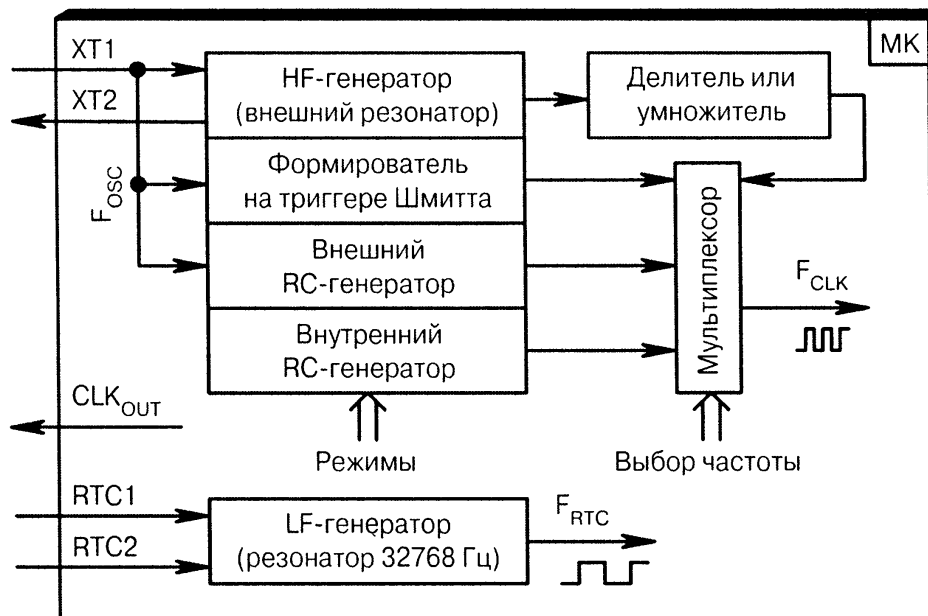 МК
XT1
XT2
F_OSC
HF-генератор
(внешний резонатор)
Делитель или
умножитель
Формирователь
на триггере Шмитта
Внешний
RC-генератор
Внутренний
RC-генератор
Мультиплексор
F_CLK
CLK_OUT
Режимы
Выбор частоты
RTC1
RTC2
LF-генератор
(резонатор 32768 Гц)
F_RTC